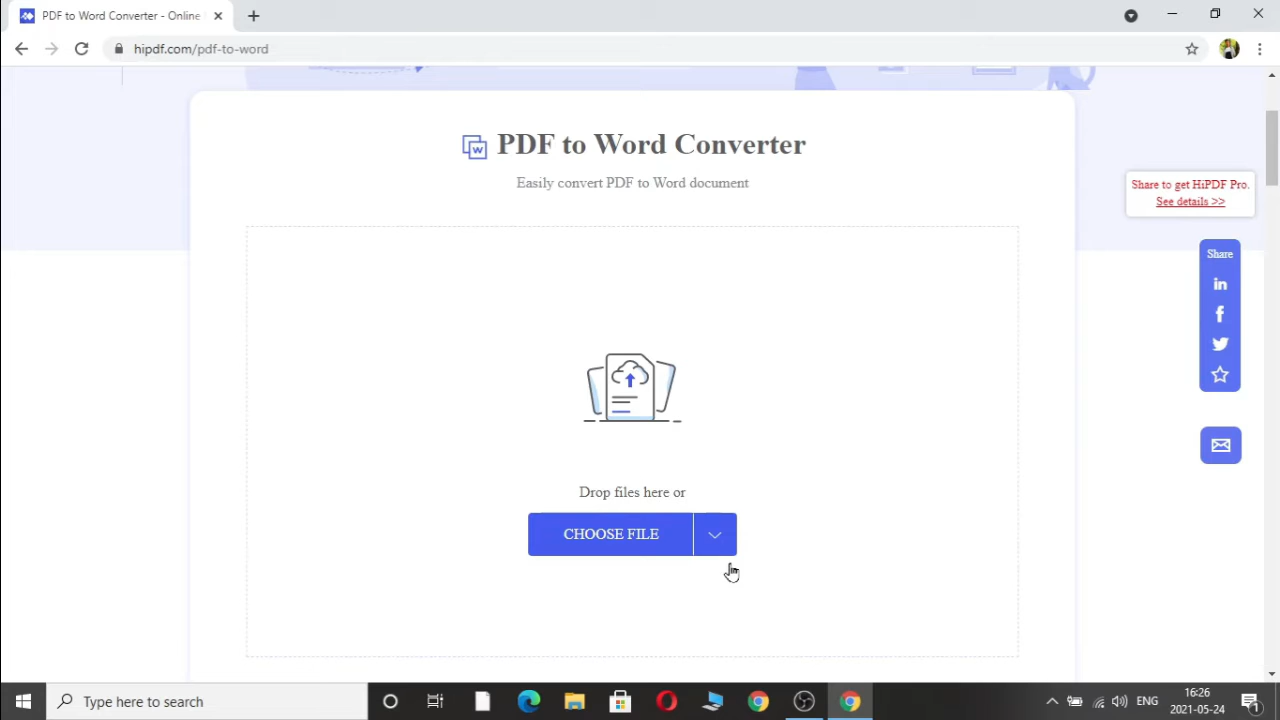 PDF to Word Converter - Online
hipdf.com/pdf-to-word
W
PDF to Word Converter
Easily convert PDF to Word document
Share to get HiPDF Pro.
See details >>
Share
in
f
Drop files here or
CHOOSE FILE
Type here to search
ENG
16:26
2021-05-24
1